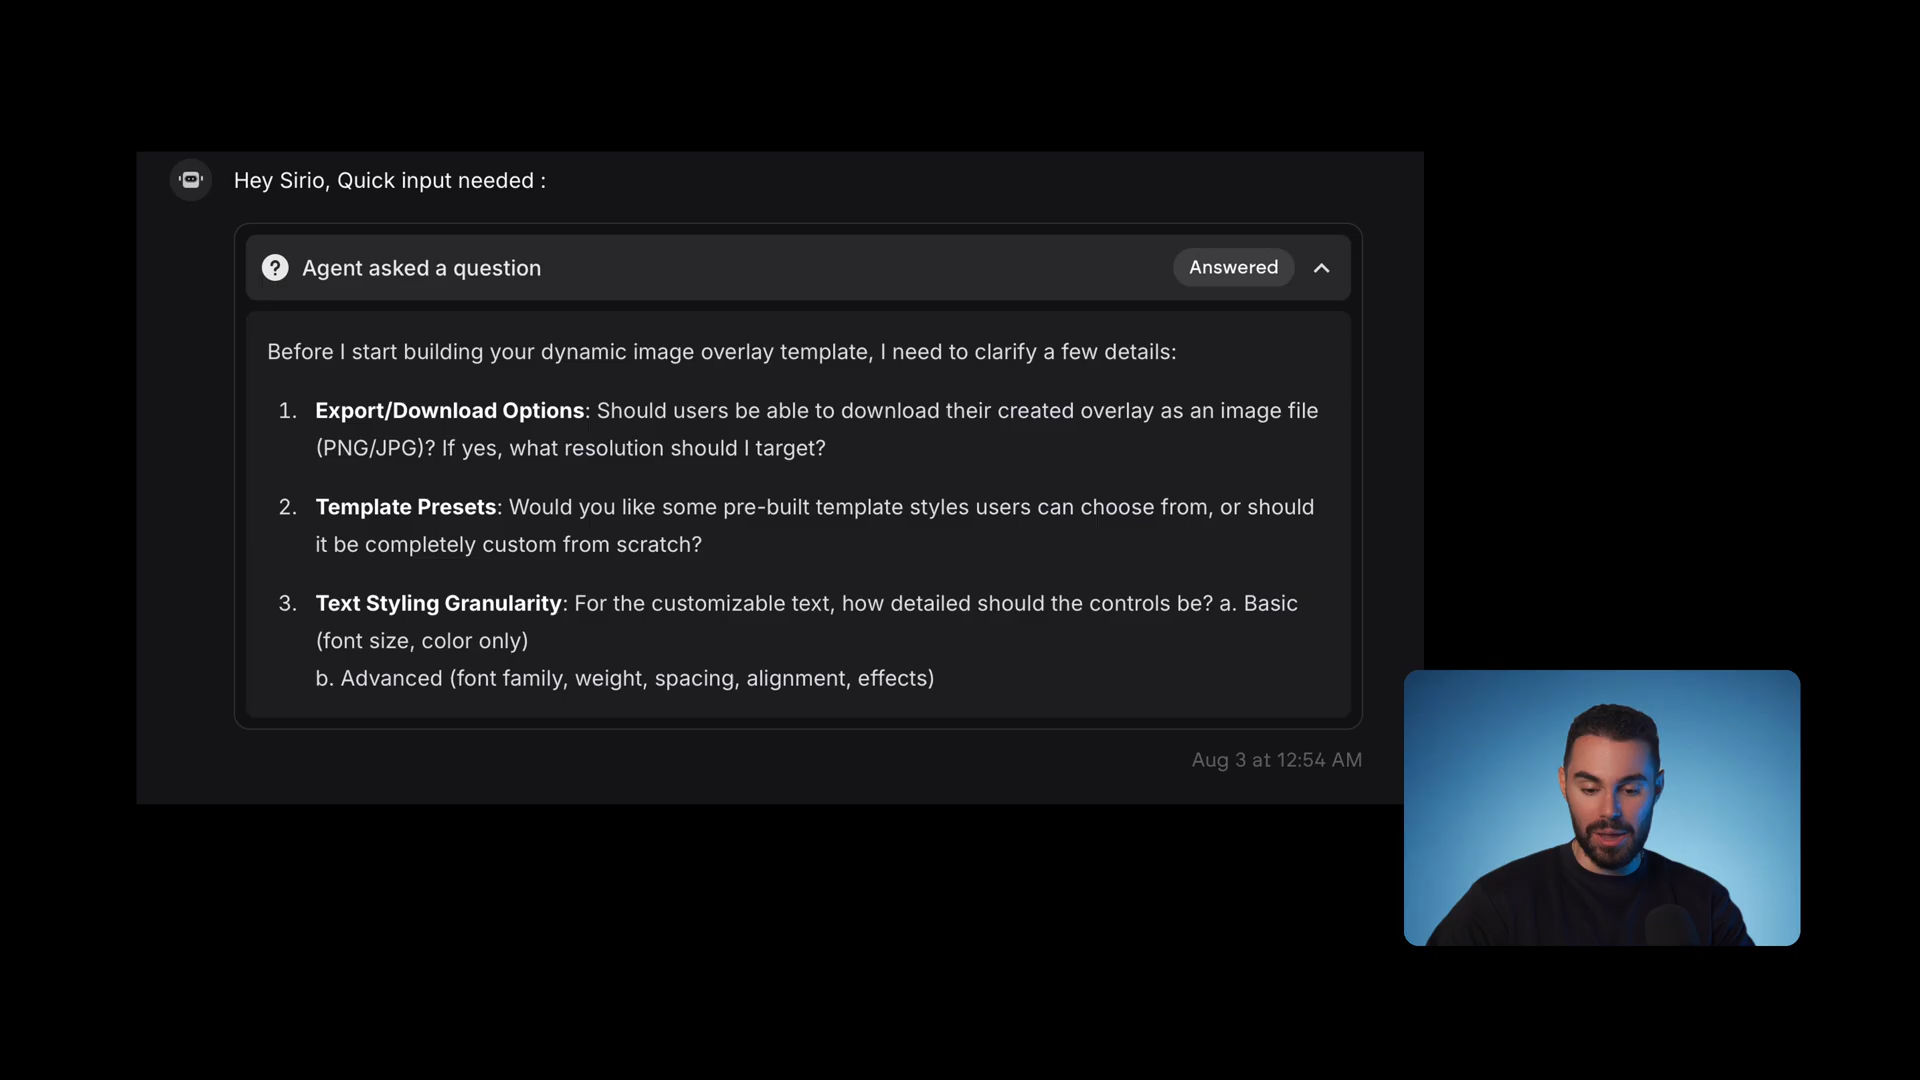 Hey Sirio, Quick input needed :
Agent asked a question
Answered
Before I start building your dynamic image overlay template, I need to clarify a few details:
1. Export/Download Options: Should users be able to download their created overlay as an image file
(PNG/JPG)? If yes, what resolution should I target?
2. Template Presets: Would you like some pre-built template styles users can choose from, or should
it be completely custom from scratch?
3. Text Styling Granularity: For the customizable text, how detailed should the controls be? a. Basic
(font size, color only)
b. Advanced (font family, weight, spacing, alignment, effects)
Aug 3 at 12:54 AM